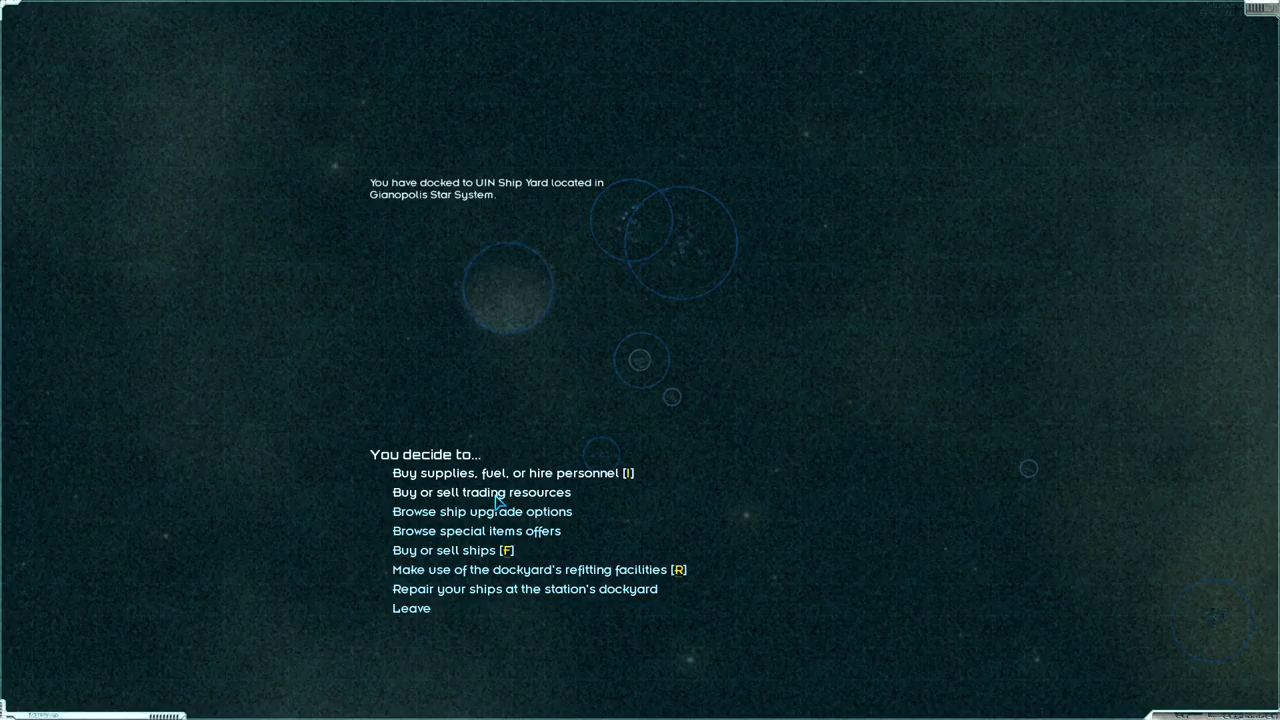 You have docked to UIN Ship Yard located in
Gianopolis Star System.
You decide to...
Buy supplies, fuel, or hire personnel [I]
Buy or sell trading resources
Browse ship upgrade options
Browse special items offers
Buy or sell ships [F]
Make use of the dockyard's refitting facilities [R]
Repair your ships at the station's dockyard
Leave